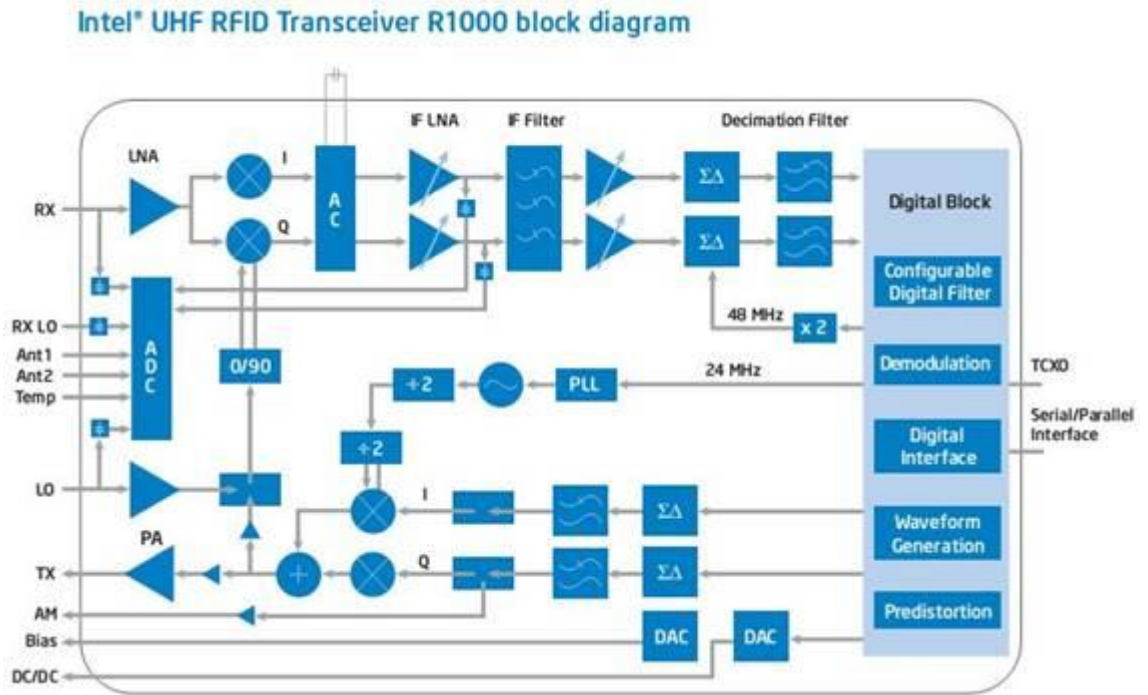 Intel® UHF RFID Transceiver R1000 block diagram
IF LNA
IF Filter
Decimation Filter
LNA
I
Q
AC
ΣΔ
ΣΔ
Digital Block
RX
Configurable
Digital Filter
48 MHz
x 2
RX LO
Ant1
Ant2
Temp
ADC
0/90
÷2
PLL
24 MHz
Demodulation
TCXO
÷2
Serial/Parallel
Interface
Digital
Interface
LO
I
ΣΔ
Waveform
Generation
PA
TX
Q
ΣΔ
AM
Predistortion
Bias
DAC
DAC
DC/DC